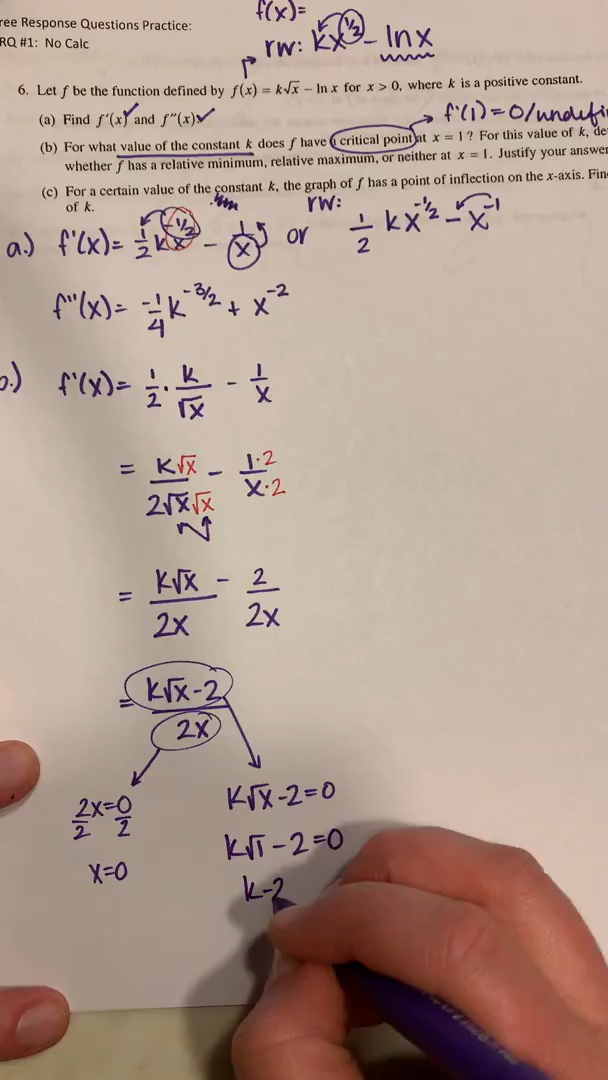 ree Response Questions Practice:
RQ #1: No Calc
f(x)=
rw: kx^1/2 - lnx
6. Let f be the function defined by f(x) = k√x − ln x for x > 0, where k is a positive constant.
(a) Find f′(x)✓ and f″(x)✓
f'(1)=0/undefi
(b) For what value of the constant k does f have a critical point at x = 1? For this value of k, de
whether f has a relative minimum, relative maximum, or neither at x = 1. Justify your answer
(c) For a certain value of the constant k, the graph of f has a point of inflection on the x-axis. Fin
of k.
a.) f'(x)= 1/2 k x^-1/2 - 1/x or rw: 1/2 kx^-1/2 - x^-1
f"(x)= -1/4 k^-3/2 + x^-2
b.) f'(x)= 1/2 · k/√x - 1/x
= k√x/2√x√x - 1·2/x·2
= k√x/2x - 2/2x
= k√x-2/2x
2x=0 k√x-2=0
2 2 k√1-2=0
x=0 k-2